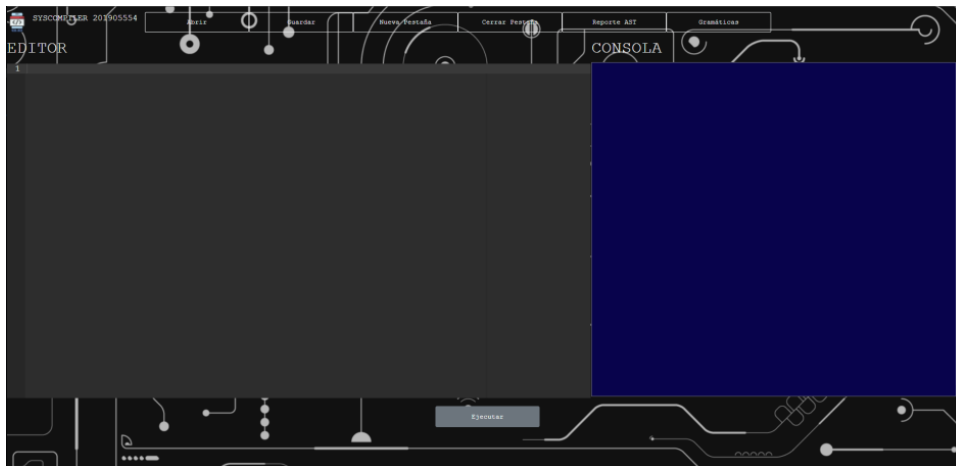 SYSCOMPILER 201905554
Abrir
Guardar
Nueva Pestaña
Cerrar Pestaña
Reporte AST
Gramáticas
EDITOR
CONSOLA
1
Ejecutar